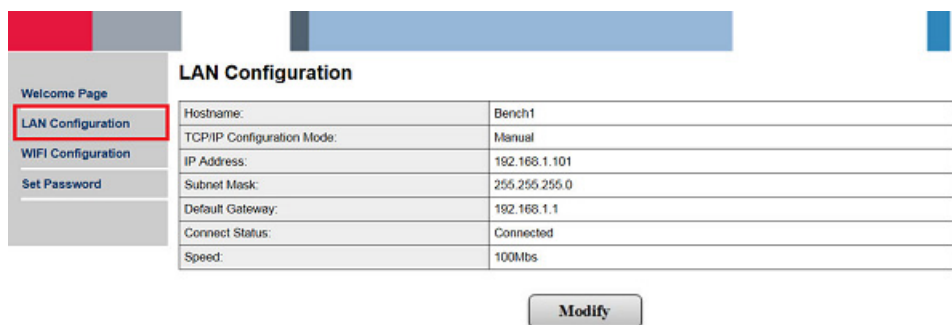 LAN Configuration
Welcome Page
LAN Configuration
WIFI Configuration
Set Password
Hostname: Bench1
TCP/IP Configuration Mode: Manual
IP Address: 192.168.1.101
Subnet Mask: 255.255.255.0
Default Gateway: 192.168.1.1
Connect Status: Connected
Speed: 100Mbs
Modify